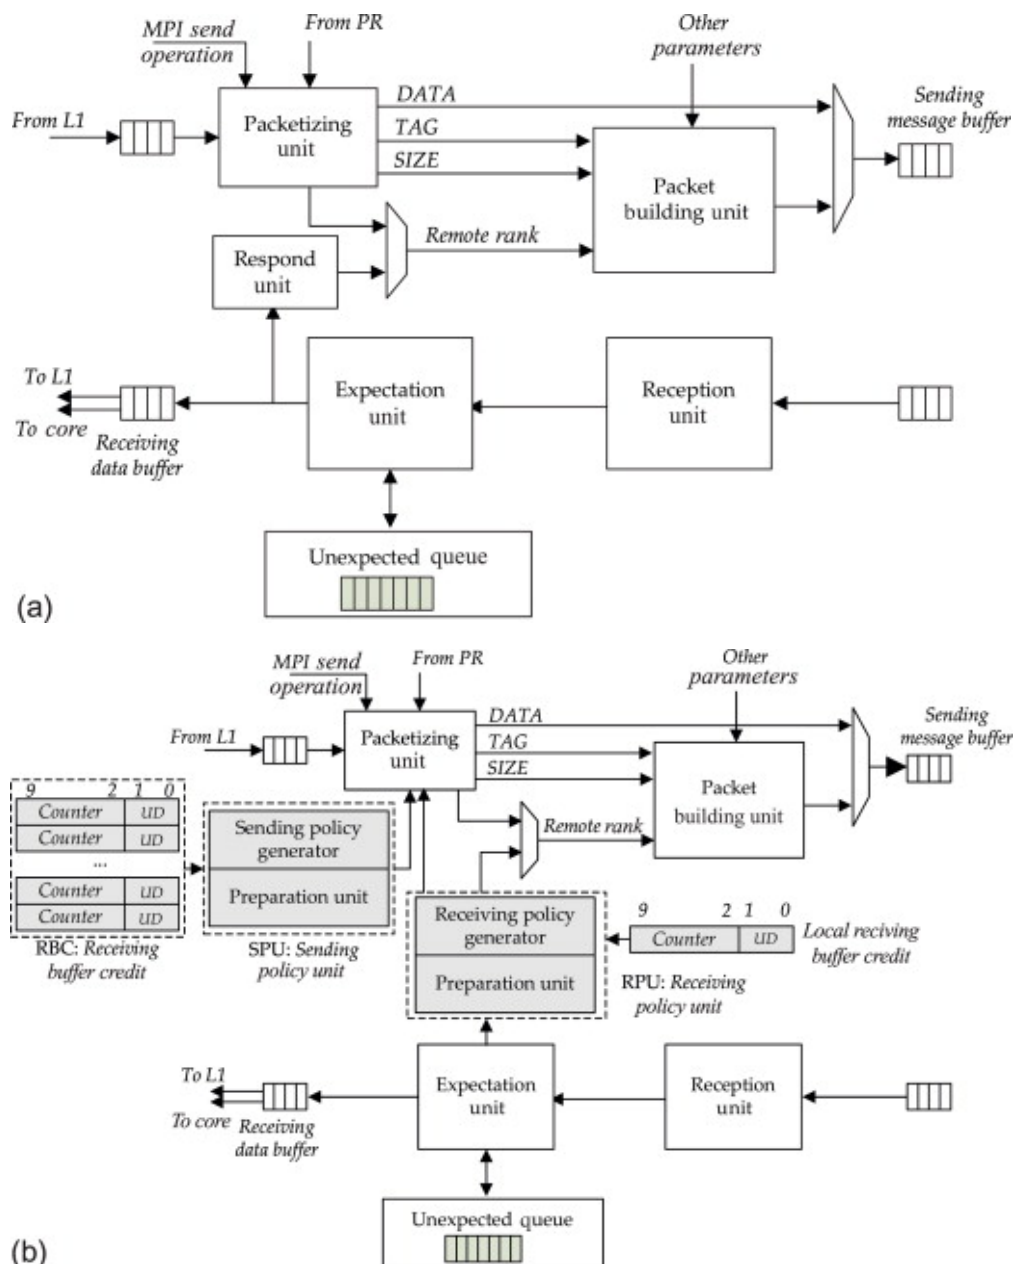 MPI send
operation
From PR
Other
parameters
From L1
Packetizing
unit
DATA
TAG
SIZE
Sending
message buffer
Packet
building unit
Remote rank
Respond
unit
To L1
To core
Receiving
data buffer
Expectation
unit
Reception
unit
Unexpected queue
(a)
MPI send
operation
From PR
Other
parameters
From L1
Packetizing
unit
DATA
TAG
SIZE
Sending
message buffer
Packet
building unit
Remote rank
9 2 1 0
Counter UD
Counter UD
...
Counter UD
Counter UD
RBC: Receiving
buffer credit
Sending policy
generator
Preparation unit
SPU: Sending
policy unit
Receiving policy
generator
Preparation unit
9 2 1 0
Counter UD
Local reciving
buffer credit
RPU: Receiving
policy unit
To L1
To core
Receiving
data buffer
Expectation
unit
Reception
unit
Unexpected queue
(b)